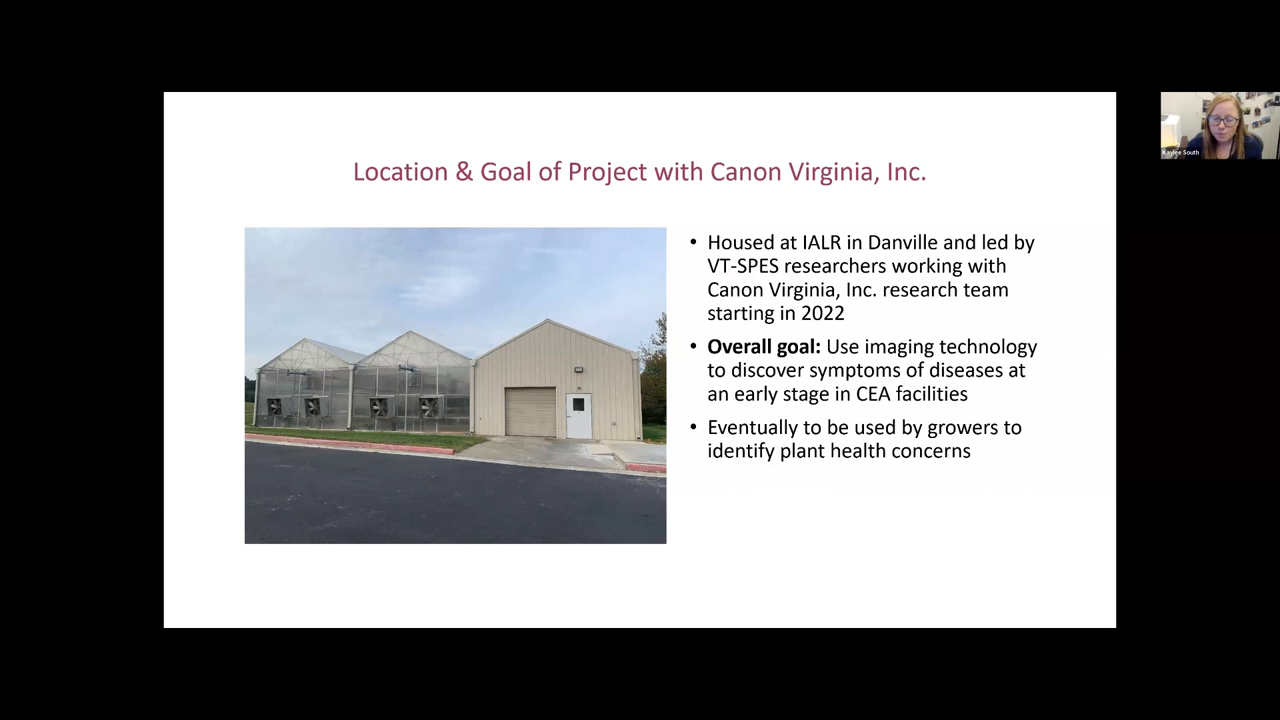 Location & Goal of Project with Canon Virginia, Inc.
• Housed at IALR in Danville and led by
VT-SPES researchers working with
Canon Virginia, Inc. research team
starting in 2022
• Overall goal: Use imaging technology
to discover symptoms of diseases at
an early stage in CEA facilities
• Eventually to be used by growers to
identify plant health concerns
Kaylee South